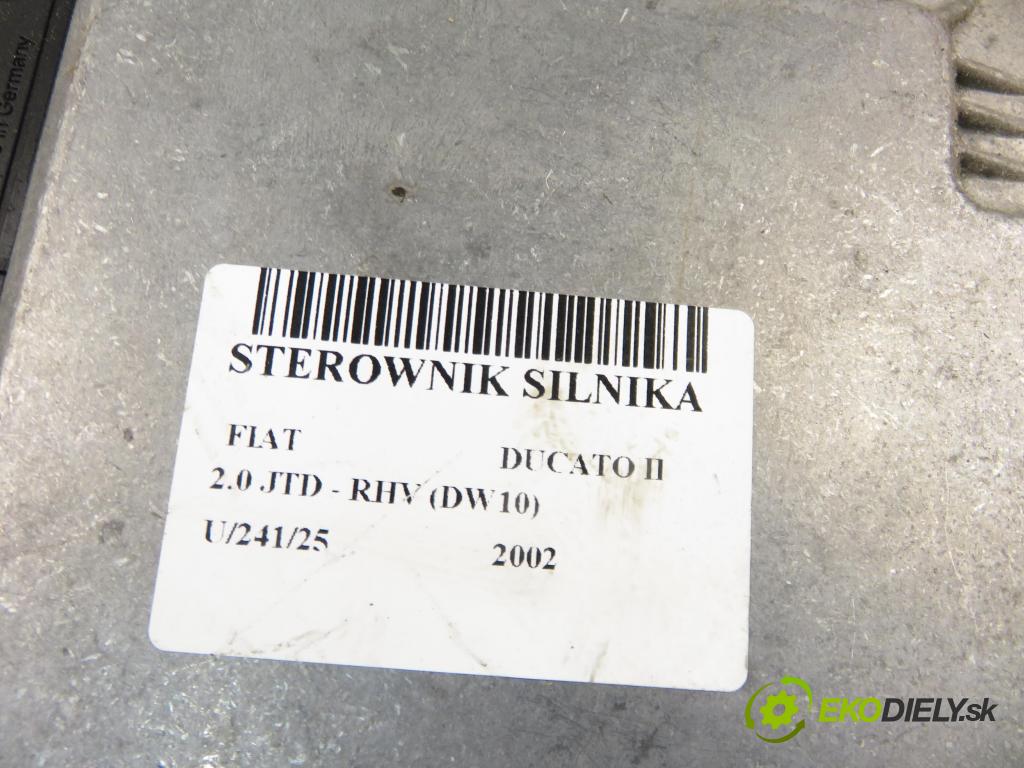 in Germany
STEROWNIK SILNIKA
FIAT DUCATO II
2.0 JTD - RHV (DW10)
U/241/25 2002
EKODIELY.sk